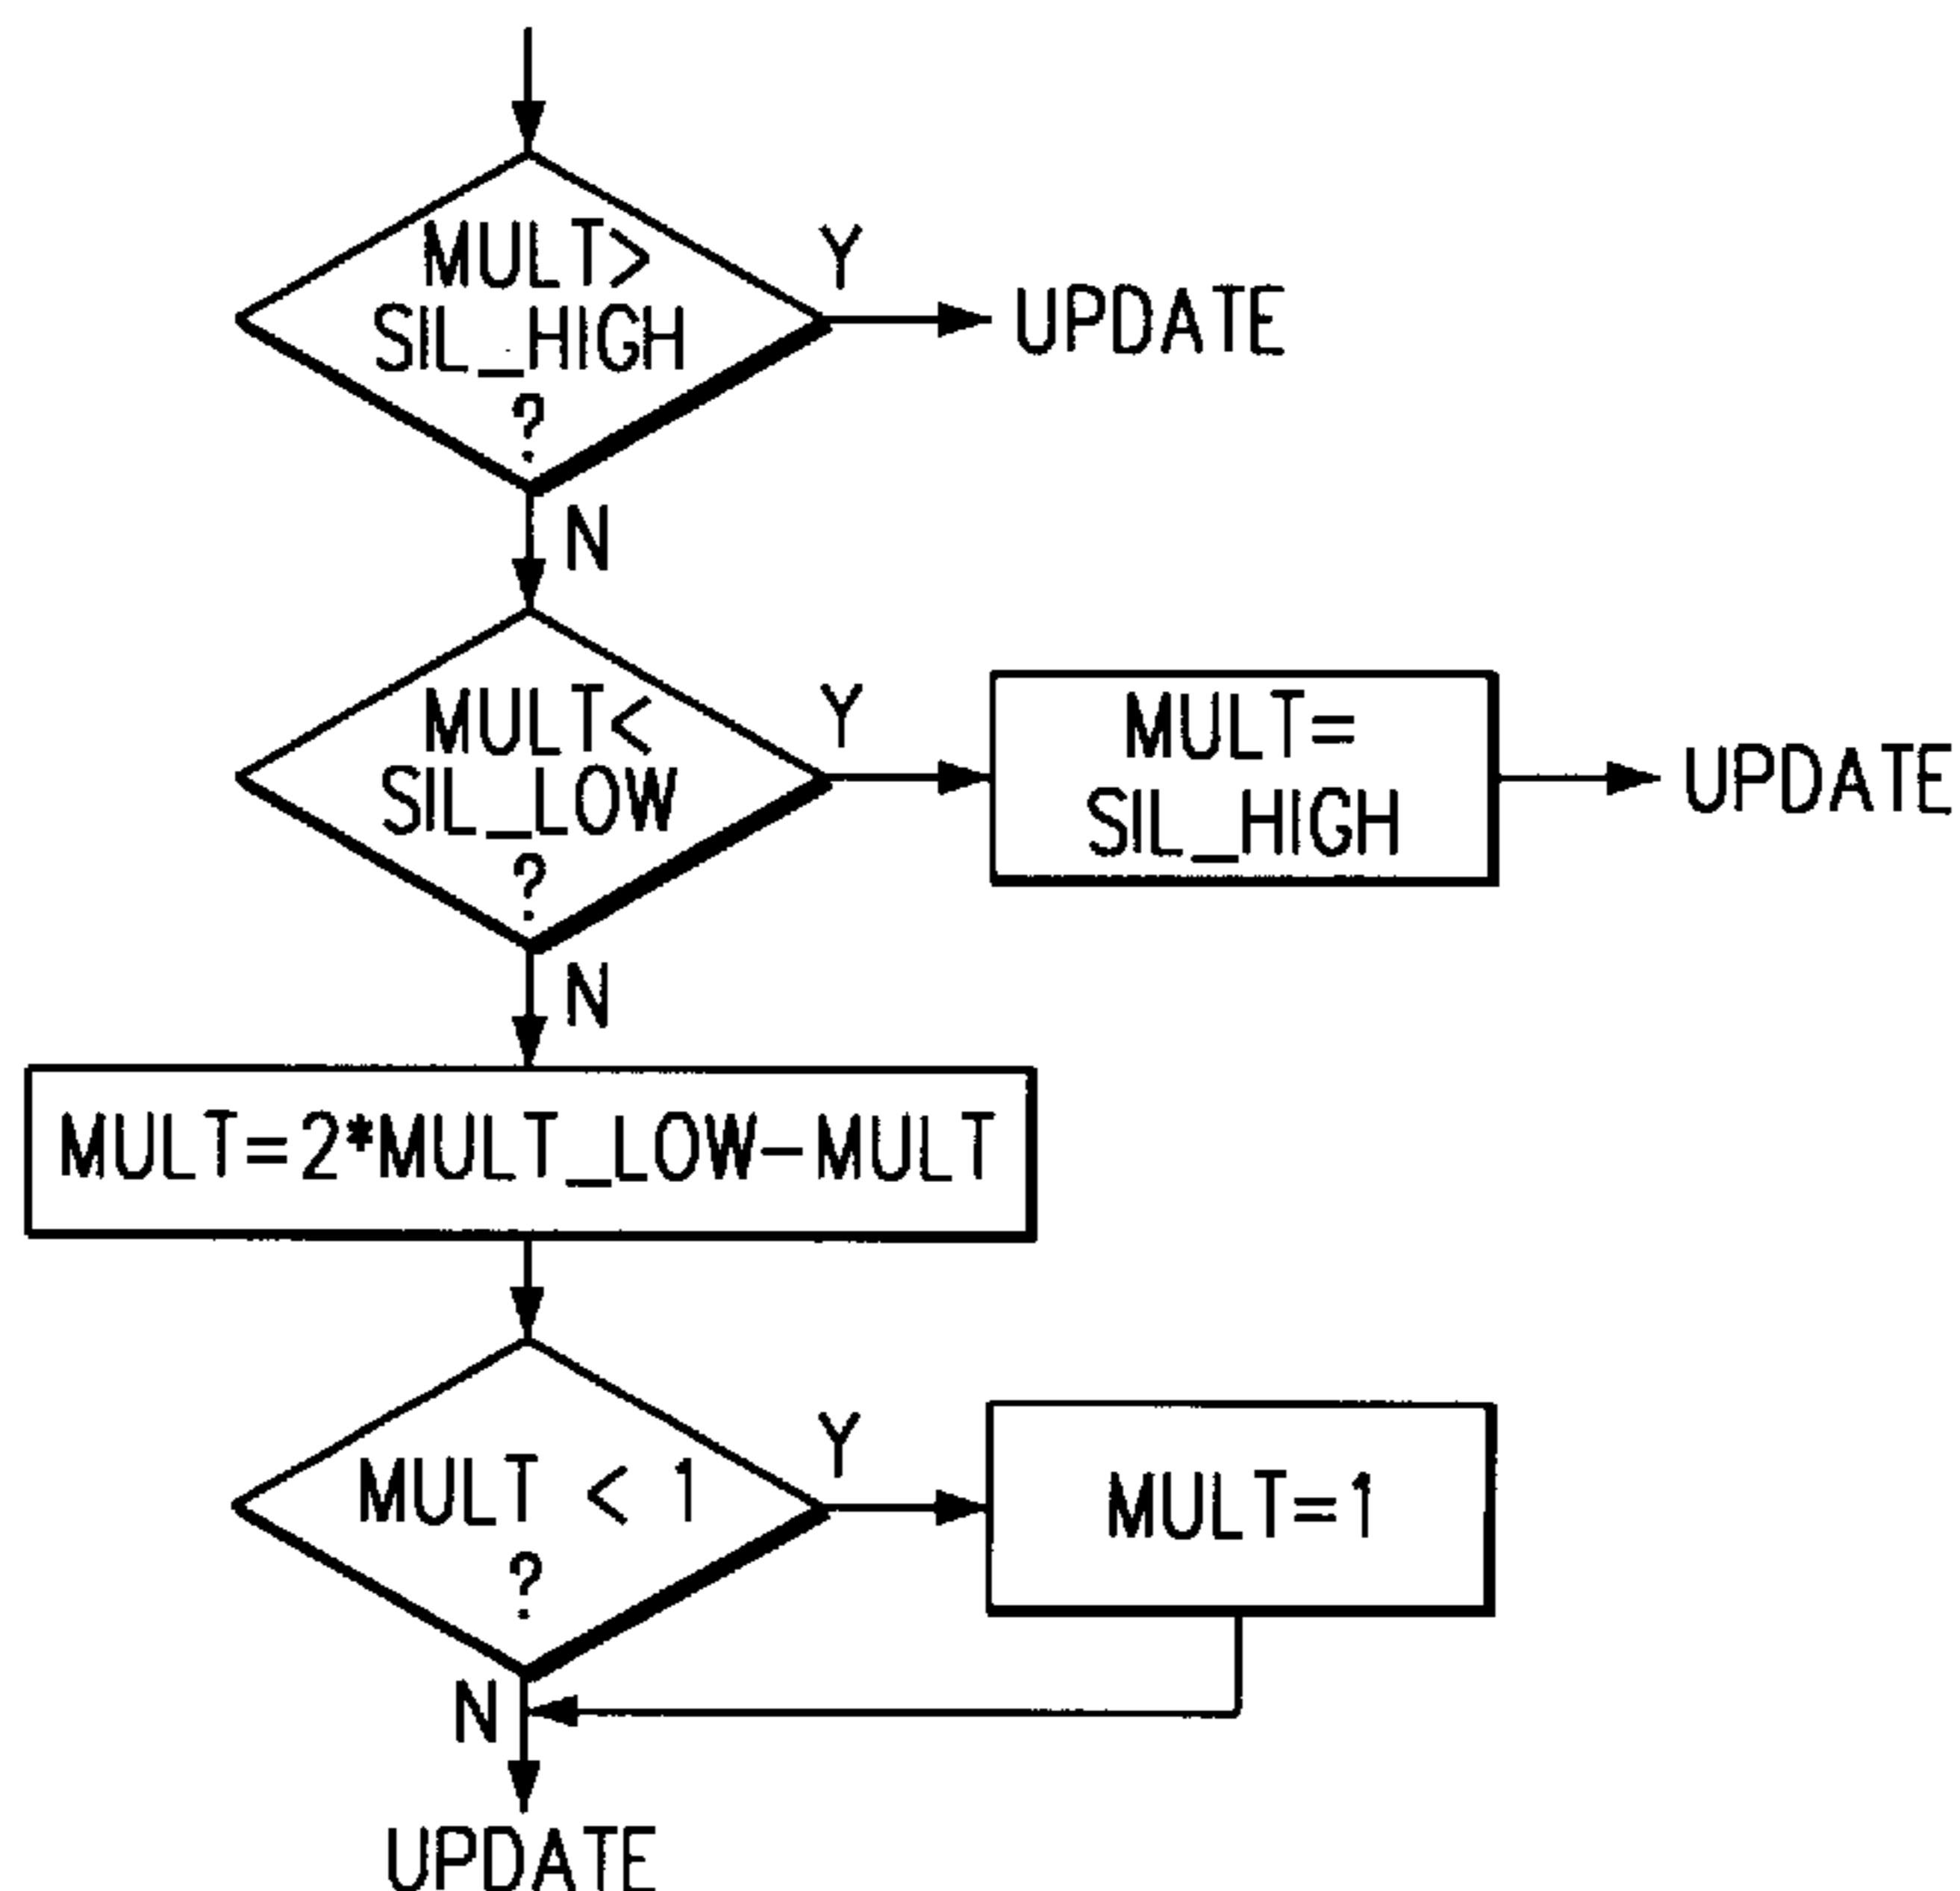 MULT>
SIL_HIGH
?
Y
UPDATE
N
MULT<
SIL_LOW
?
Y
MULT=
SIL_HIGH
UPDATE
N
MULT=2*MULT_LOW-MULT
MULT < 1
?
Y
MULT=1
N
UPDATE